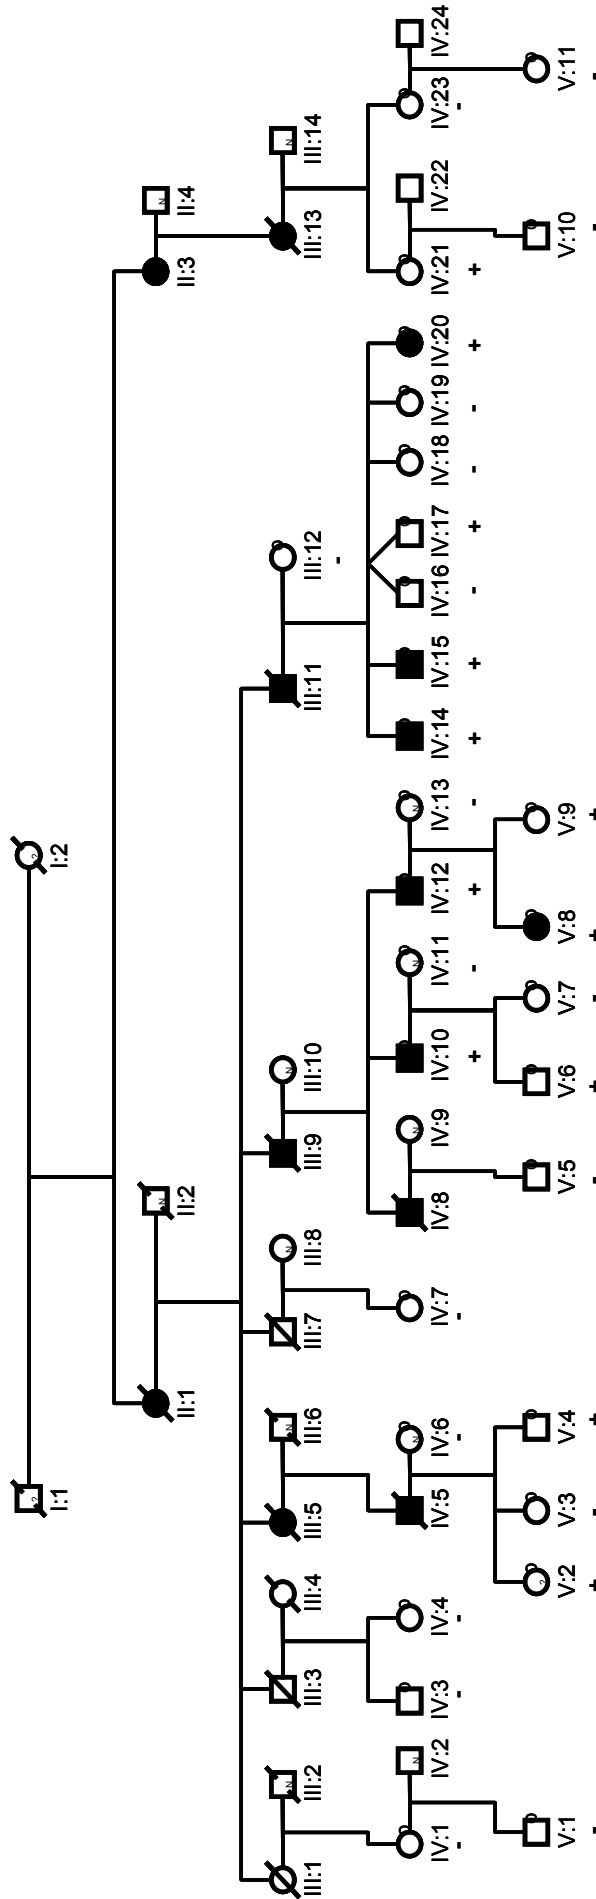 ? ?
I:1 I:2
N N
II:1 II:2 II:3 II:4
N N N N N
III:1 III:2 III:3 III:4 III:5 III:6 III:7 III:8 III:9 III:10 III:11 III:12 III:13 III:14
-
N N N N
IV:1 IV:2 IV:3 IV:4 IV:5 IV:6 IV:7 IV:8 IV:9 IV:10 IV:11 IV:12 IV:13 IV:14 IV:15 IV:16 IV:17 IV:18 IV:19 IV:20 IV:21 IV:22 IV:23 IV:24
- - - - - + - + - + + - + - - + + -
?
V:1 V:2 V:3 V:4 V:5 V:6 V:7 V:8 V:9 V:10 V:11
- + - + - + - + + - -